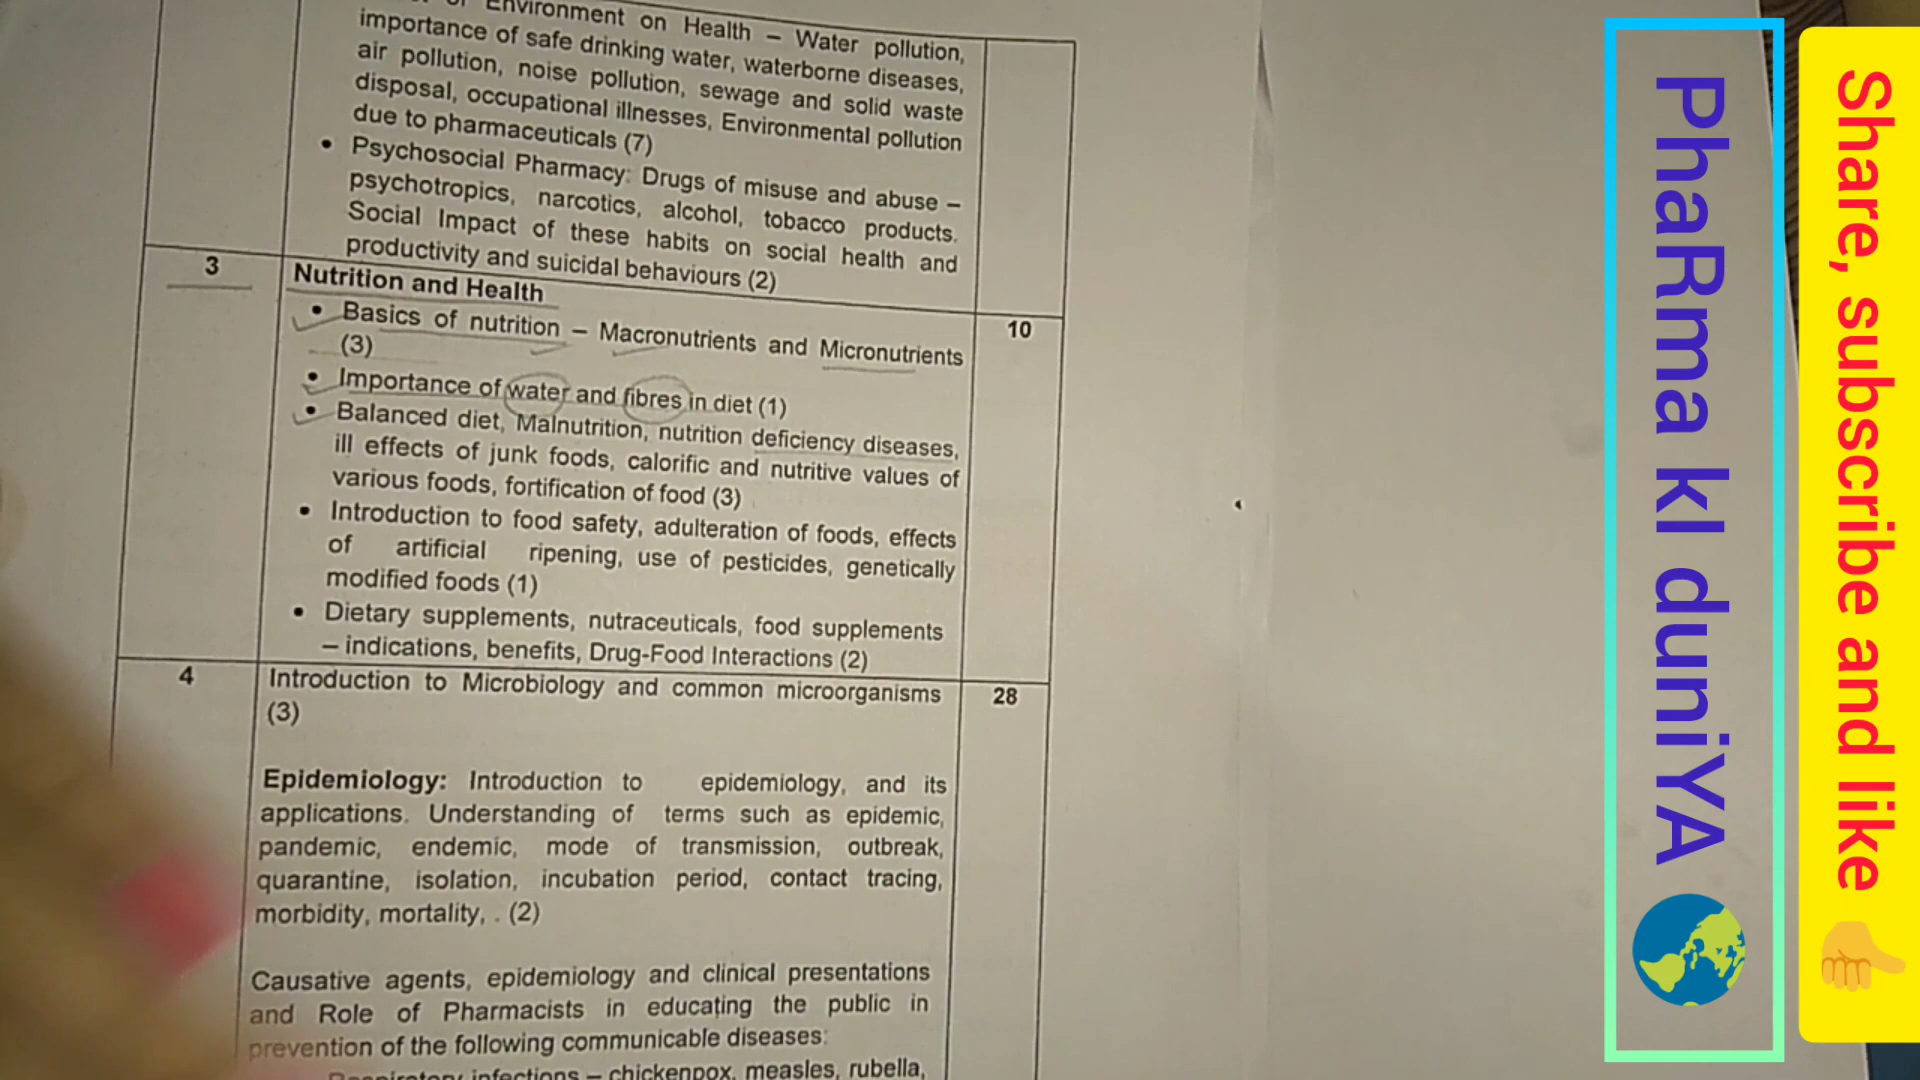 Environment on Health – Water pollution,
importance of safe drinking water, waterborne diseases,
air pollution, noise pollution, sewage and solid waste
disposal, occupational illnesses, Environmental pollution
due to pharmaceuticals (7)
• Psychosocial Pharmacy: Drugs of misuse and abuse –
psychotropics, narcotics, alcohol, tobacco products.
Social Impact of these habits on social health and
productivity and suicidal behaviours (2)
3 Nutrition and Health 10
• Basics of nutrition – Macronutrients and Micronutrients
(3)
• Importance of water and fibres in diet (1)
• Balanced diet, Malnutrition, nutrition deficiency diseases,
ill effects of junk foods, calorific and nutritive values of
various foods, fortification of food (3)
• Introduction to food safety, adulteration of foods, effects
of artificial ripening, use of pesticides, genetically
modified foods (1)
• Dietary supplements, nutraceuticals, food supplements
– indications, benefits, Drug-Food Interactions (2)
4 Introduction to Microbiology and common microorganisms 28
(3)
Epidemiology: Introduction to epidemiology, and its
applications. Understanding of terms such as epidemic,
pandemic, endemic, mode of transmission, outbreak,
quarantine, isolation, incubation period, contact tracing,
morbidity, mortality, . (2)
Causative agents, epidemiology and clinical presentations
and Role of Pharmacists in educating the public in
prevention of the following communicable diseases:
Respiratory infections – chickenpox, measles, rubella,
PhaRma kI dunIYA
Share, subscribe and like